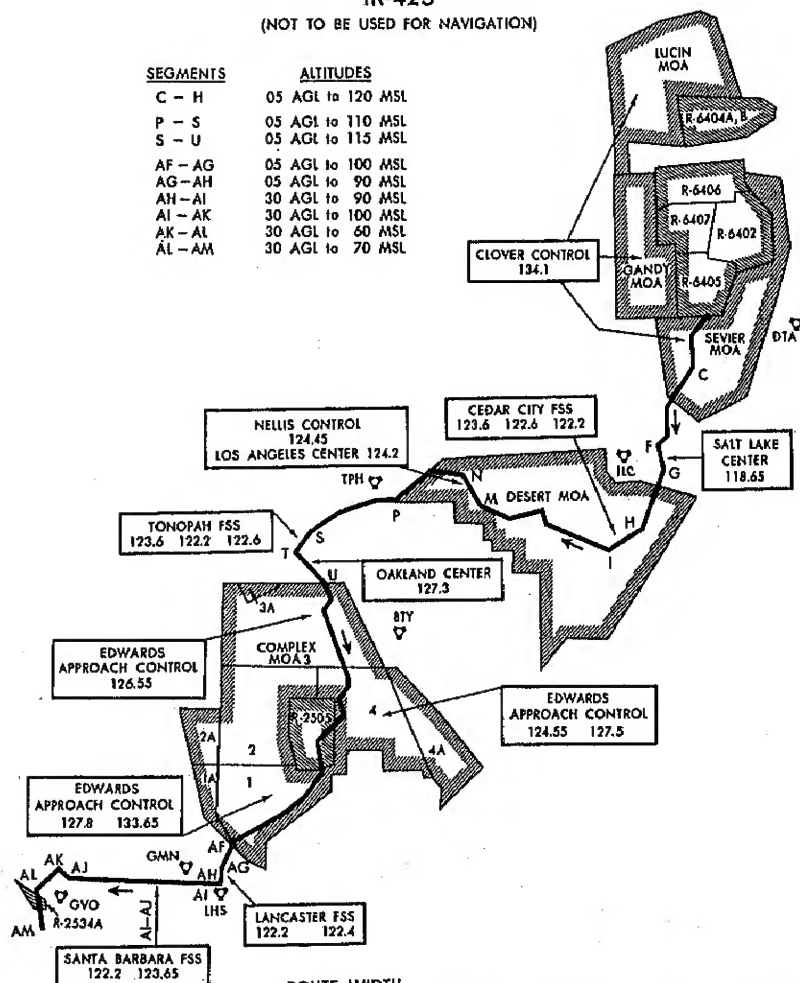 (NOT TO BE USED FOR NAVIGATION)
SEGMENTS ALTITUDES
C - H 05 AGL to 120 MSL
P - S 05 AGL to 110 MSL
S - U 05 AGL to 115 MSL
AF - AG 05 AGL to 100 MSL
AG - AH 05 AGL to 90 MSL
AH - AI 30 AGL to 90 MSL
AI - AK 30 AGL to 100 MSL
AK - AL 30 AGL to 60 MSL
AL - AM 30 AGL to 70 MSL
LUCIN
MOA
R-6404A, B
R-6406
R-6407
R-6402
R-6405
CLOVER CONTROL
134.1
GANDY
MOA
SEVIER
MOA
DTA
C
NELLIS CONTROL
124.45
LOS ANGELES CENTER 124.2
CEDAR CITY FSS
123.6 122.6 122.2
F
SALT LAKE
CENTER
118.65
ILC
G
TPH
N
M
DESERT MOA
P
H
I
TONOPAH FSS
123.6 122.2 122.6
S
T
U
OAKLAND CENTER
127.3
3A
BTY
EDWARDS
APPROACH CONTROL
126.55
COMPLEX
MOA 3
R-2505
4
4A
EDWARDS
APPROACH CONTROL
124.55 127.5
2A
2
1A
1
EDWARDS
APPROACH CONTROL
127.8 133.65
AF
AG
AH
AI
GMN
LHS
AK
AJ
AL
GVO
R-2534A
AM
AI-AJ
LANCASTER FSS
122.2 122.4
SANTA BARBARA FSS
122.2 123.65